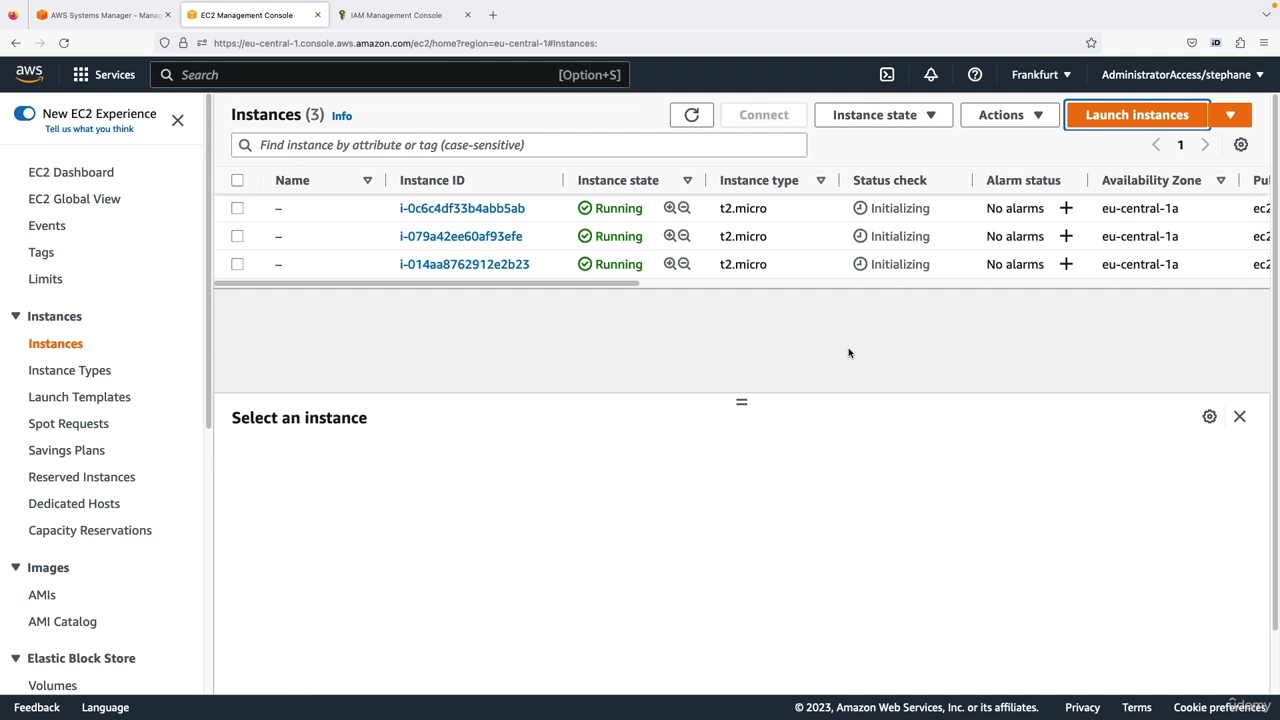 AWS Systems Manager - Manag
EC2 Management Console
IAM Management Console
https://eu-central-1.console.aws.amazon.com/ec2/home?region=eu-central-1#Instances:
aws
Services
Search
[Option+S]
Frankfurt
AdministratorAccess/stephane
New EC2 Experience
Tell us what you think
EC2 Dashboard
EC2 Global View
Events
Tags
Limits
Instances
Instances
Instance Types
Launch Templates
Spot Requests
Savings Plans
Reserved Instances
Dedicated Hosts
Capacity Reservations
Images
AMIs
AMI Catalog
Elastic Block Store
Volumes
Instances (3) Info
Connect
Instance state
Actions
Launch instances
Find instance by attribute or tag (case-sensitive)
1
Name Instance ID Instance state Instance type Status check Alarm status Availability Zone Pu
– i-0c6c4df33b4abb5ab Running t2.micro Initializing No alarms + eu-central-1a ec2
– i-079a42ee60af93efe Running t2.micro Initializing No alarms + eu-central-1a ec2
– i-014aa8762912e2b23 Running t2.micro Initializing No alarms + eu-central-1a ec2
Select an instance
Feedback Language © 2023, Amazon Web Services, Inc. or its affiliates. Privacy Terms Cookie preferences
Udemy